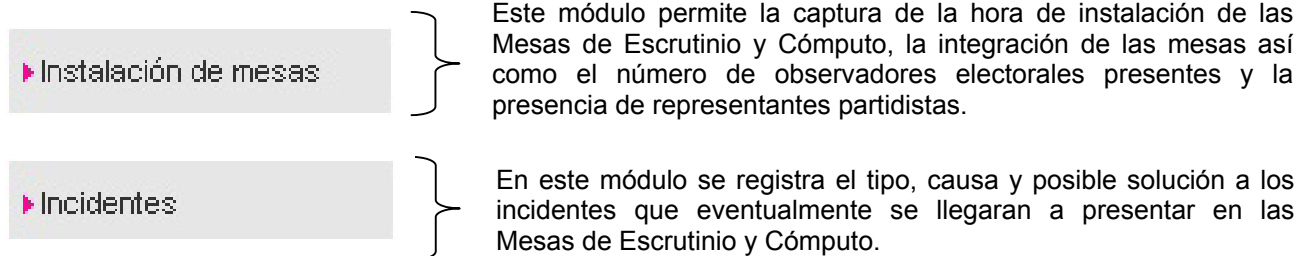 Este módulo permite la captura de la hora de instalación de las
Mesas de Escrutinio y Cómputo, la integración de las mesas así
Instalación de mesas
como el número de observadores electorales presentes y la
presencia de representantes partidistas.
En este módulo se registra el tipo, causa y posible solución a los
Incidentes
incidentes que eventualmente se llegaran a presentar en las
Mesas de Escrutinio y Cómputo.